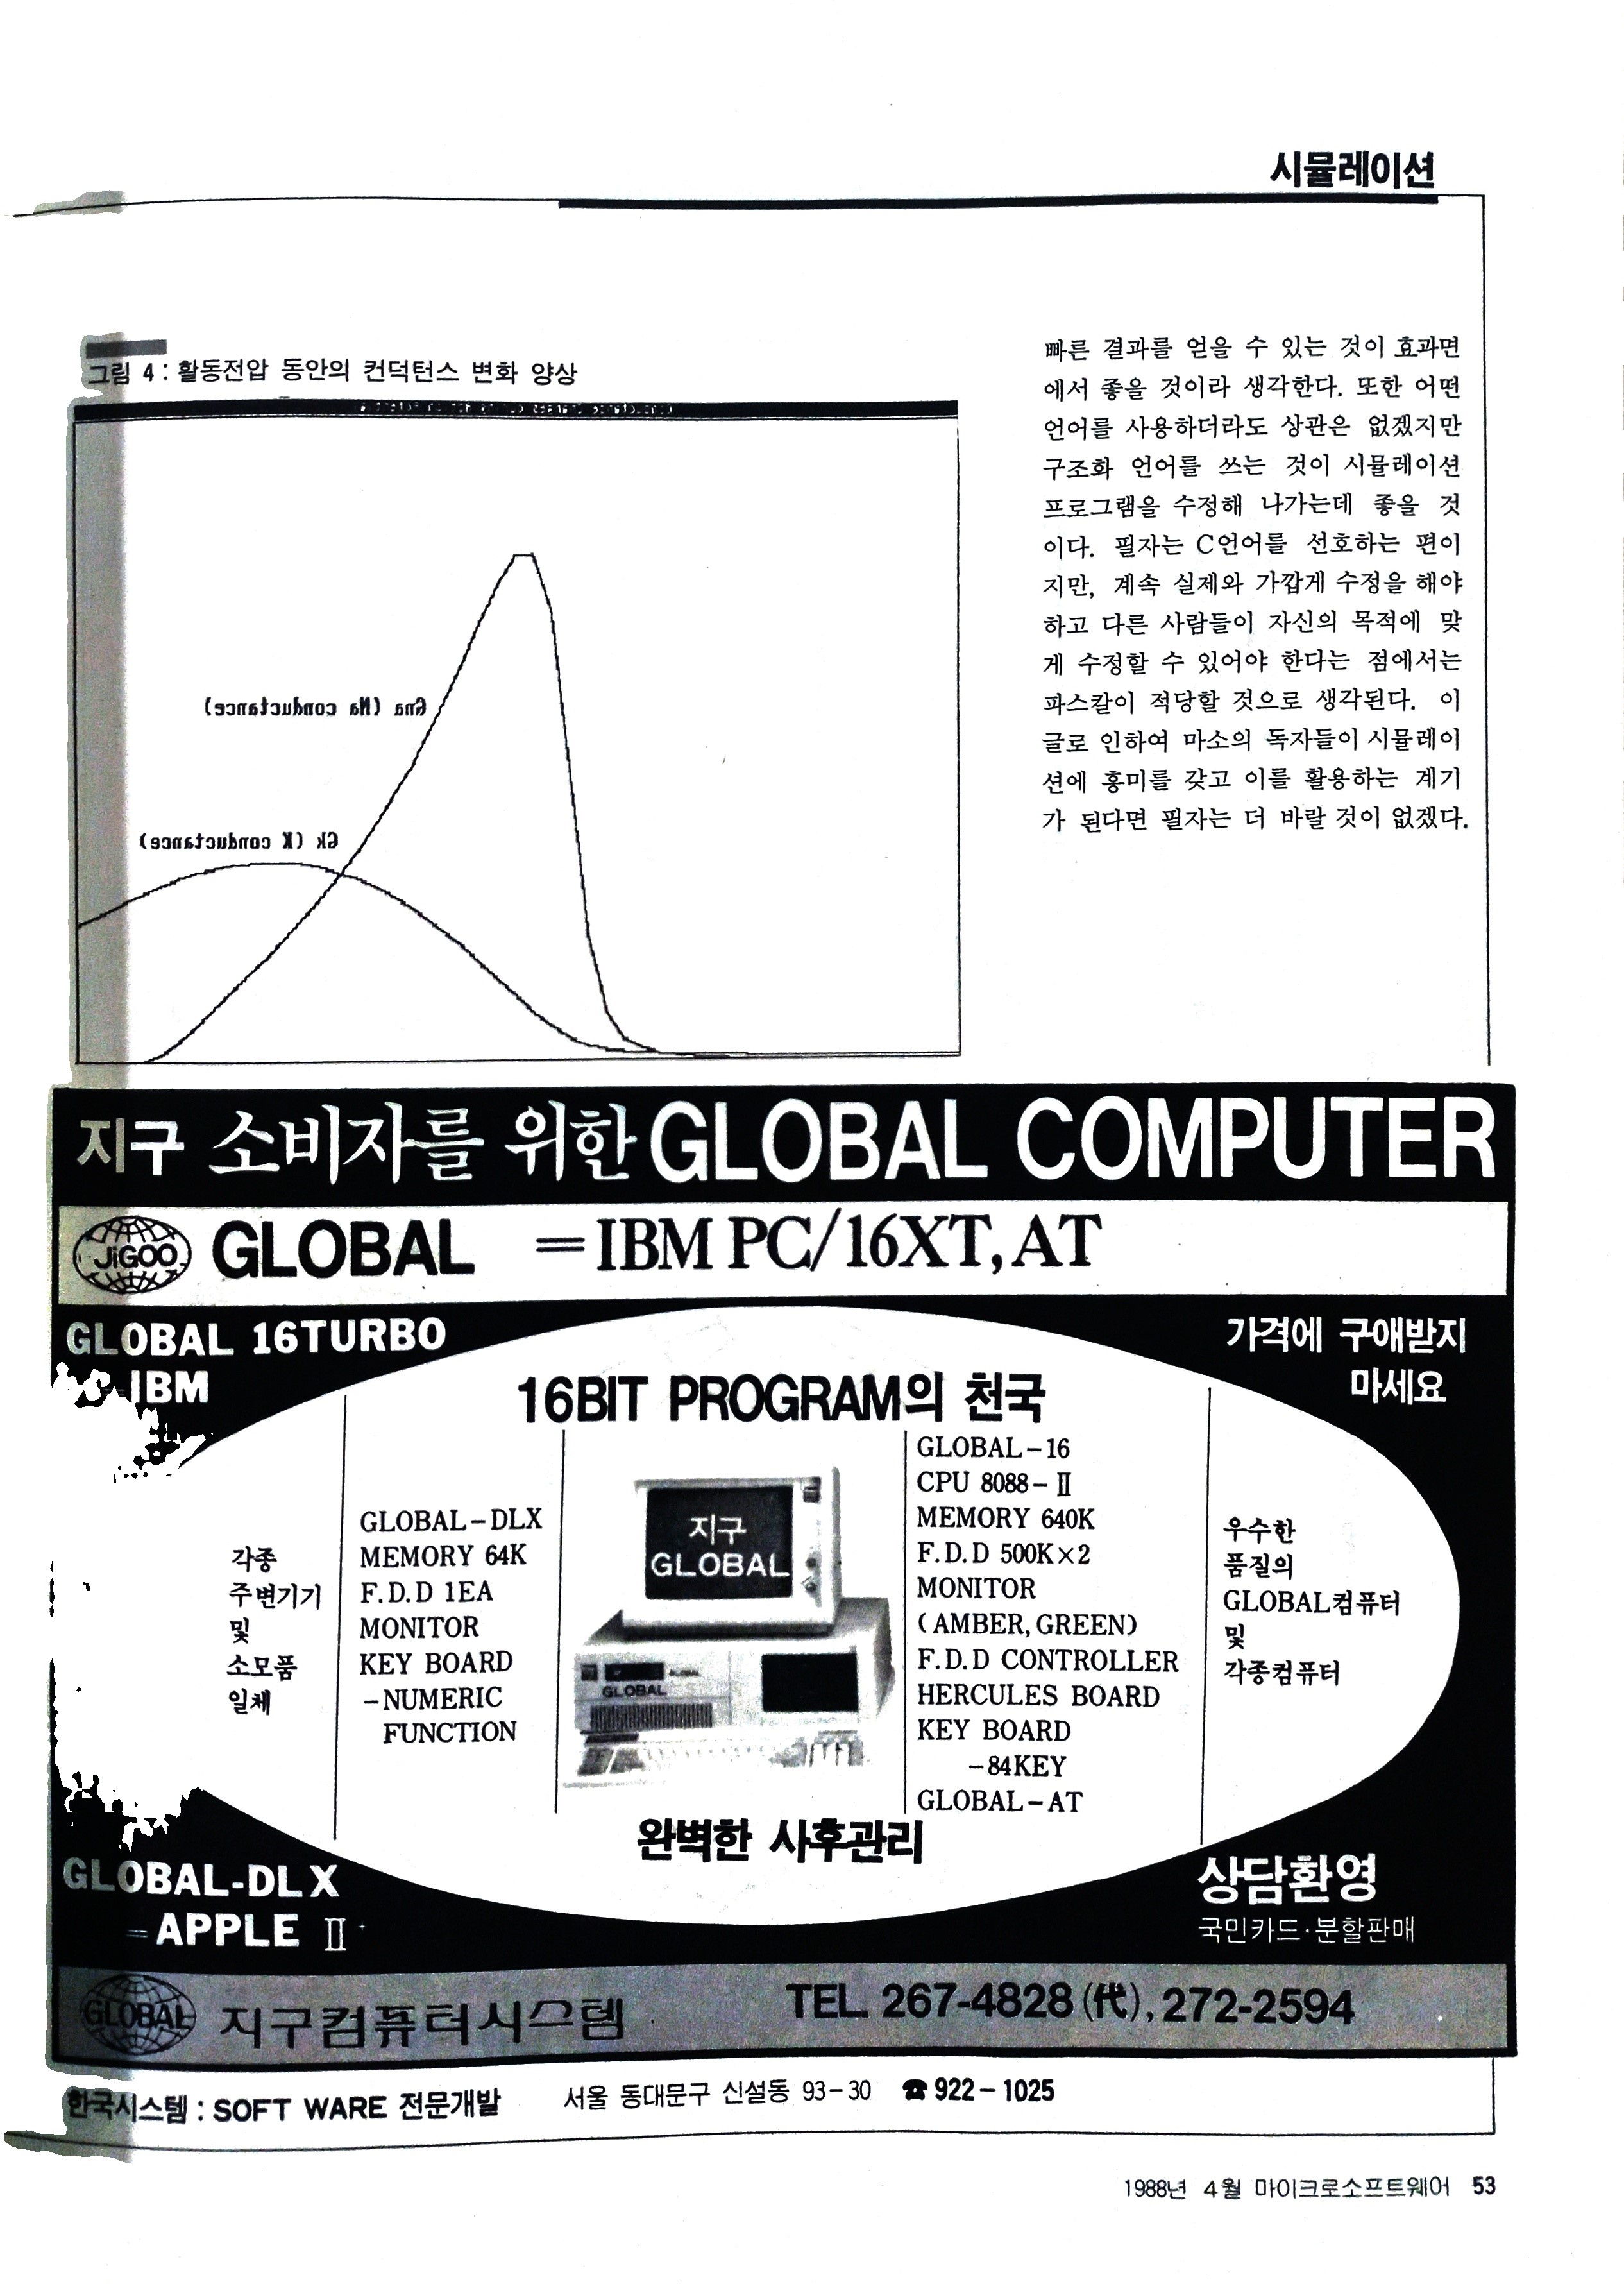 시뮬레이션
그림 4 : 활동전압 동안의 컨덕턴스 변화 양상
Gna (Na conductance)
Gk (K conductance)
빠른 결과를 얻을 수 있는 것이 효과면
에서 좋을 것이라 생각한다. 또한 어떤
언어를 사용하더라도 상관은 없겠지만
구조화 언어를 쓰는 것이 시뮬레이션
프로그램을 수정해 나가는데 좋을 것
이다. 필자는 C언어를 선호하는 편이
지만, 계속 실제와 가깝게 수정을 해야
하고 다른 사람들이 자신의 목적에 맞
게 수정할 수 있어야 한다는 점에서는
파스칼이 적당할 것으로 생각된다. 이
글로 인하여 마소의 독자들이 시뮬레이
션에 흥미를 갖고 이를 활용하는 계기
가 된다면 필자는 더 바랄 것이 없겠다.
지구 소비자를 위한 GLOBAL COMPUTER
JiGOO GLOBAL = IBM PC/16XT, AT
GLOBAL 16TURBO
=IBM
가격에 구애받지
마세요
16BIT PROGRAM의 천국
각종
주변기기
및
소모품
일체
GLOBAL-DLX
MEMORY 64K
F.D.D 1EA
MONITOR
KEY BOARD
-NUMERIC
FUNCTION
지구
GLOBAL
GLOBAL
GLOBAL-16
CPU 8088-Ⅱ
MEMORY 640K
F.D.D 500K×2
MONITOR
(AMBER, GREEN)
F.D.D CONTROLLER
HERCULES BOARD
KEY BOARD
-84KEY
GLOBAL-AT
우수한
품질의
GLOBAL컴퓨터
및
각종컴퓨터
완벽한 사후관리
GLOBAL-DLX
=APPLE Ⅱ+
상담환영
국민카드·분할판매
GLOBAL 지구컴퓨터시스템 TEL. 267-4828(代), 272-2594
한국시스템 : SOFT WARE 전문개발 서울 동대문구 신설동 93-30 ☎ 922-1025
1988년 4월 마이크로소프트웨어 53